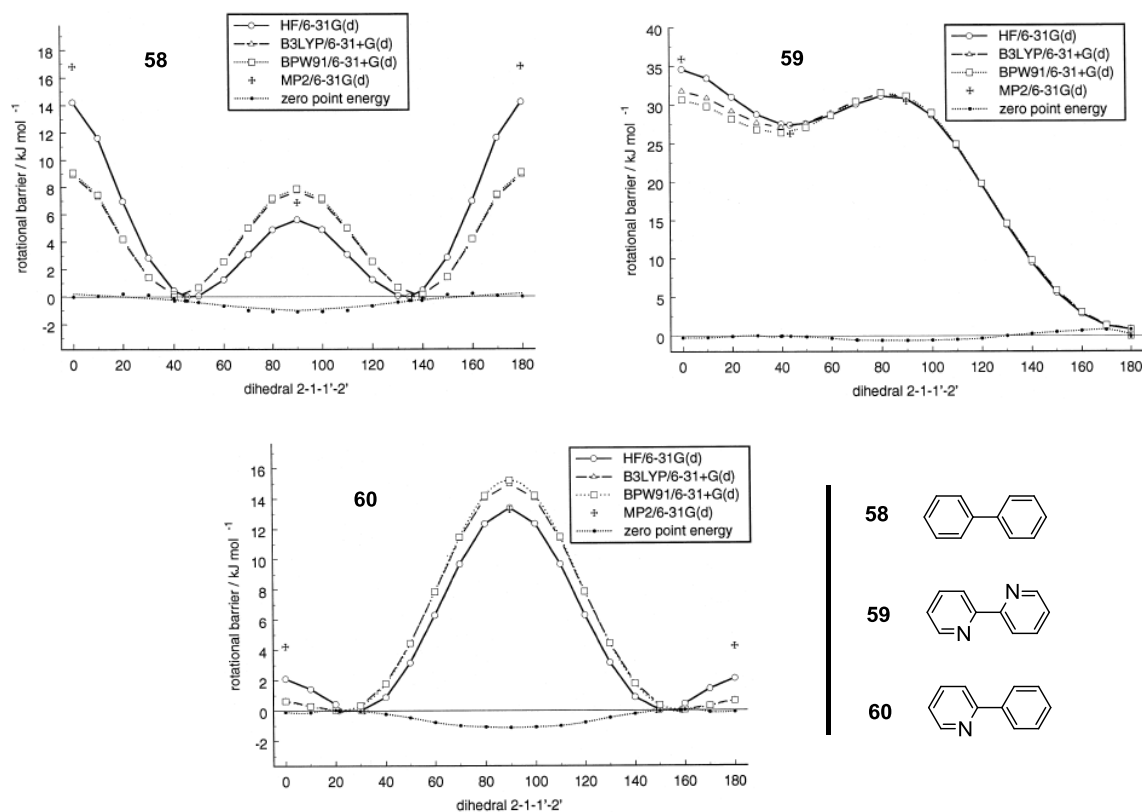 58
HF/6-31G(d)
B3LYP/6-31+G(d)
BPW91/6-31+G(d)
MP2/6-31G(d)
zero point energy
rotational barrier / kJ mol -1
16
14
12
10
8
6
4
2
0
-2
0 20 40 60 80 100 120 140 160 180
dihedral 2-1-1'-2'
59
HF/6-31G(d)
B3LYP/6-31+G(d)
BPW91/6-31+G(d)
MP2/6-31G(d)
zero point energy
rotational barrier / kJ mol -1
35
30
25
20
15
10
5
0
0 20 40 60 80 100 120 140 160 180
dihedral 2-1-1'-2'
60
HF/6-31G(d)
B3LYP/6-31+G(d)
BPW91/6-31+G(d)
MP2/6-31G(d)
zero point energy
rotational barrier / kJ mol -1
16
14
12
10
8
6
4
2
0
-2
0 20 40 60 80 100 120 140 160 180
dihedral 2-1-1'-2'
58
59
N
N
60
N